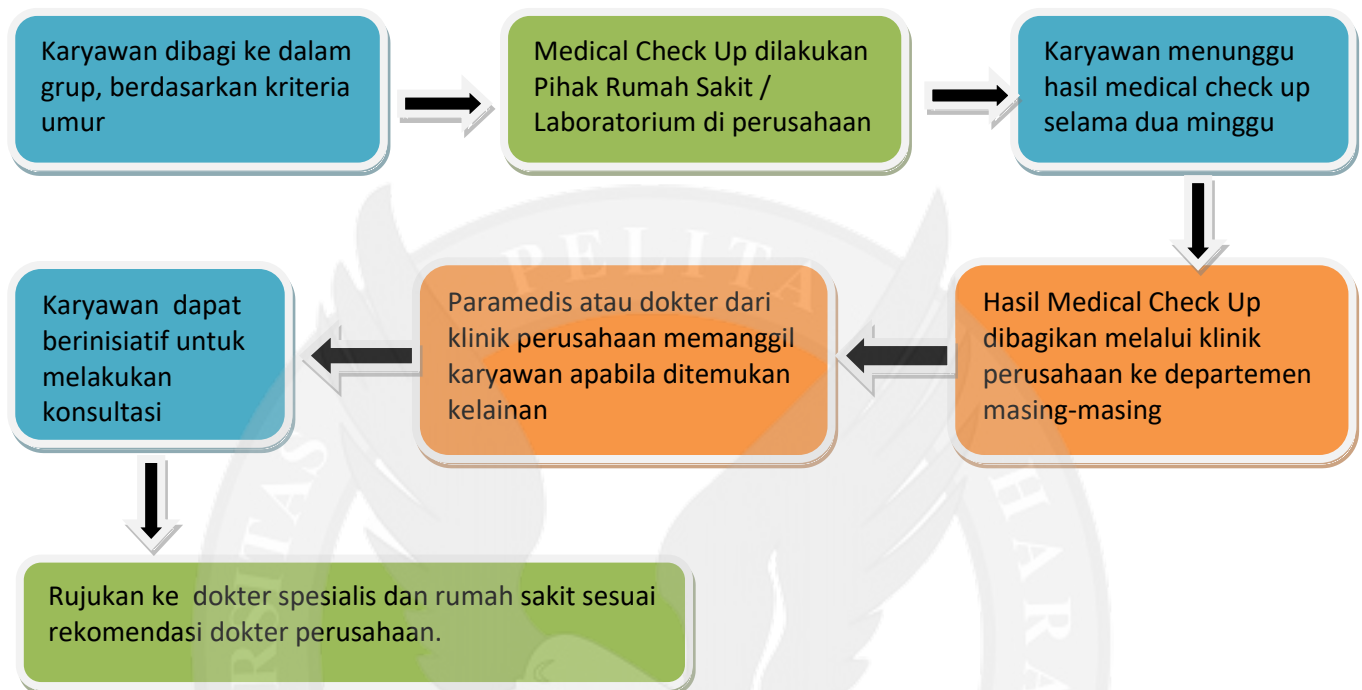 Karyawan dibagi ke dalam
grup, berdasarkan kriteria
umur
Medical Check Up dilakukan
Pihak Rumah Sakit /
Laboratorium di perusahaan
Karyawan menunggu
hasil medical check up
selama dua minggu
Hasil Medical Check Up
dibagikan melalui klinik
perusahaan ke departemen
masing-masing
Paramedis atau dokter dari
klinik perusahaan memanggil
karyawan apabila ditemukan
kelainan
Karyawan  dapat
berinisiatif untuk
melakukan
konsultasi
Rujukan ke  dokter spesialis dan rumah sakit sesuai
rekomendasi dokter perusahaan.
PELITA